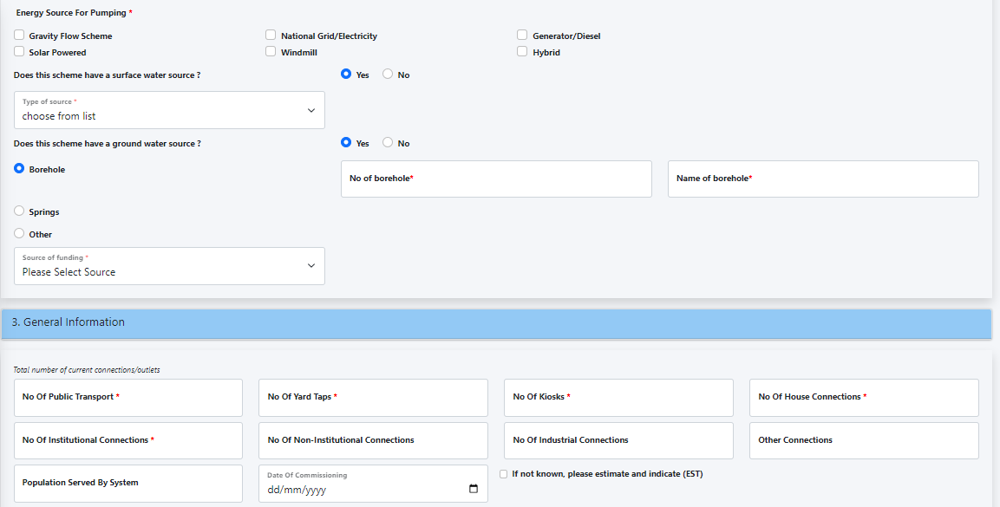 Energy Source For Pumping *
Gravity Flow Scheme National Grid/Electricity Generator/Diesel
Solar Powered Windmill Hybrid
Does this scheme have a surface water source ? Yes No
Type of source *
choose from list
Does this scheme have a ground water source ? Yes No
Borehole No of borehole* Name of borehole*
Springs
Other
Source of funding *
Please Select Source
3. General Information
Total number of current connections/outlets
No Of Public Transport * No Of Yard Taps * No Of Kiosks * No Of House Connections *
No Of Institutional Connections * No Of Non-Institutional Connections No Of Industrial Connections Other Connections
Population Served By System Date Of Commissioning If not known, please estimate and indicate (EST)
dd/mm/yyyy